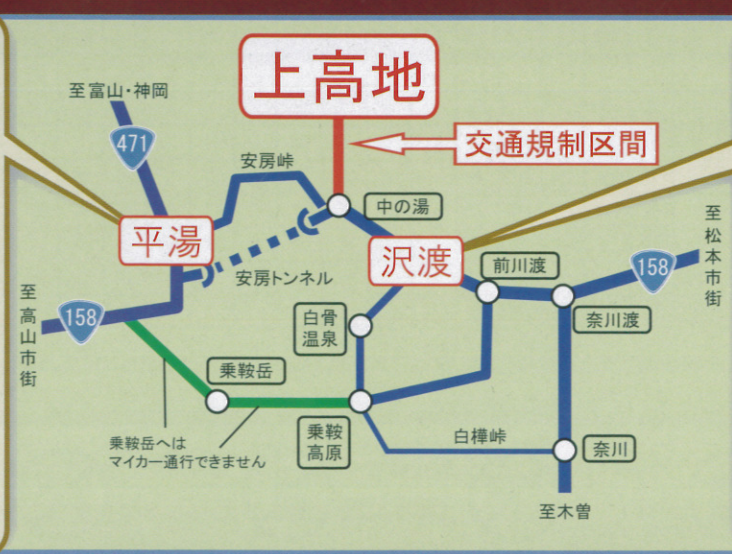 上高地
至富山・神岡
471
交通規制区間
安房峠
中の湯
平湯
沢渡
安房トンネル
前川渡
158
至松本市街
至高山市街
158
白骨
温泉
奈川渡
乗鞍岳
乗鞍
高原
白樺峠
奈川
乗鞍岳へは
マイカー通行できません
至木曽